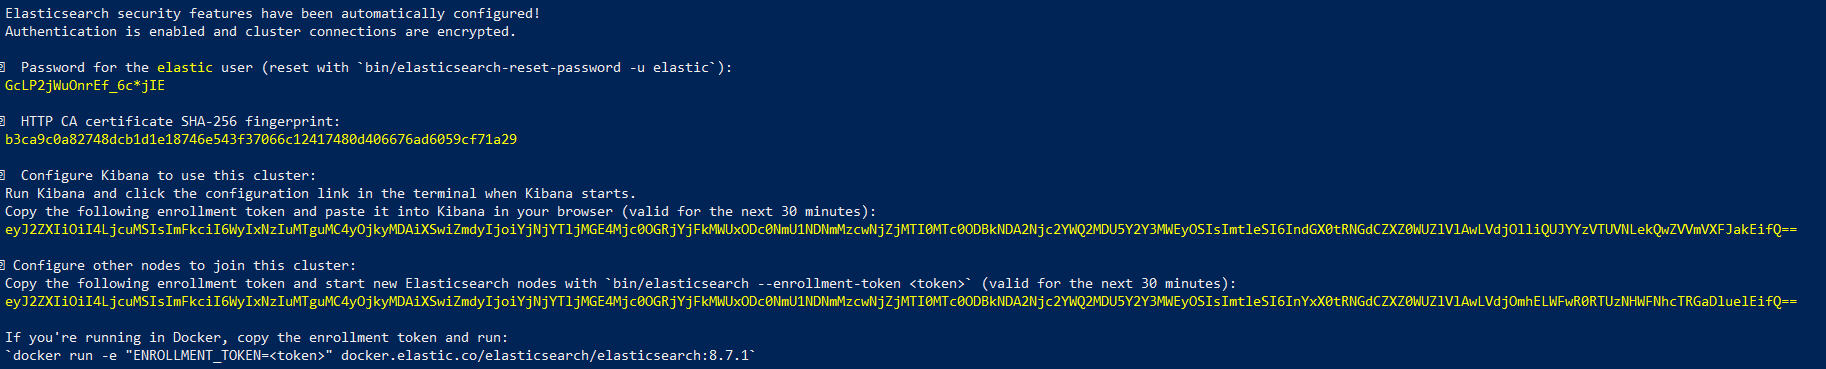 Elasticsearch security features have been automatically configured!
Authentication is enabled and cluster connections are encrypted.
Password for the elastic user (reset with `bin/elasticsearch-reset-password -u elastic`):
GcLP2jWuOnrEf_6c*jIE
HTTP CA certificate SHA-256 fingerprint:
b3ca9c0a82748dcb1d1e18746e543f37066c12417480d406676ad6059cf71a29
Configure Kibana to use this cluster:
Run Kibana and click the configuration link in the terminal when Kibana starts.
Copy the following enrollment token and paste it into Kibana in your browser (valid for the next 30 minutes):
eyJ2ZXIiOiI4LjcuMSIsImFkciI6WyIxNzIuMTguMC4yOjkyMDAiXSwiZmdyIjoiYjNjYTljMGE4Mjc0OGRjYjFkMWUxODc0NmU1NDNmMzcwNjZjMTI0MTc0ODBkNDA2Njc2YWQ2MDU5Y2Y3MWEyOSIsImtleSI6IndGX0tRNGdCZXZ0WUZlVlAwLVdjOlliQUJYYzVTUVNLekQwZVVmVXFJakEifQ==
Configure other nodes to join this cluster:
Copy the following enrollment token and start new Elasticsearch nodes with `bin/elasticsearch --enrollment-token <token>` (valid for the next 30 minutes):
eyJ2ZXIiOiI4LjcuMSIsImFkciI6WyIxNzIuMTguMC4yOjkyMDAiXSwiZmdyIjoiYjNjYTljMGE4Mjc0OGRjYjFkMWUxODc0NmU1NDNmMzcwNjZjMTI0MTc0ODBkNDA2Njc2YWQ2MDU5Y2Y3MWEyOSIsImtleSI6InYxX0tRNGdCZXZ0WUZlVlAwLVdjOmhELWFwR0RTUzNHWFNhcTRGaDluelEifQ==
If you're running in Docker, copy the enrollment token and run:
`docker run -e "ENROLLMENT_TOKEN=<token>" docker.elastic.co/elasticsearch/elasticsearch:8.7.1`